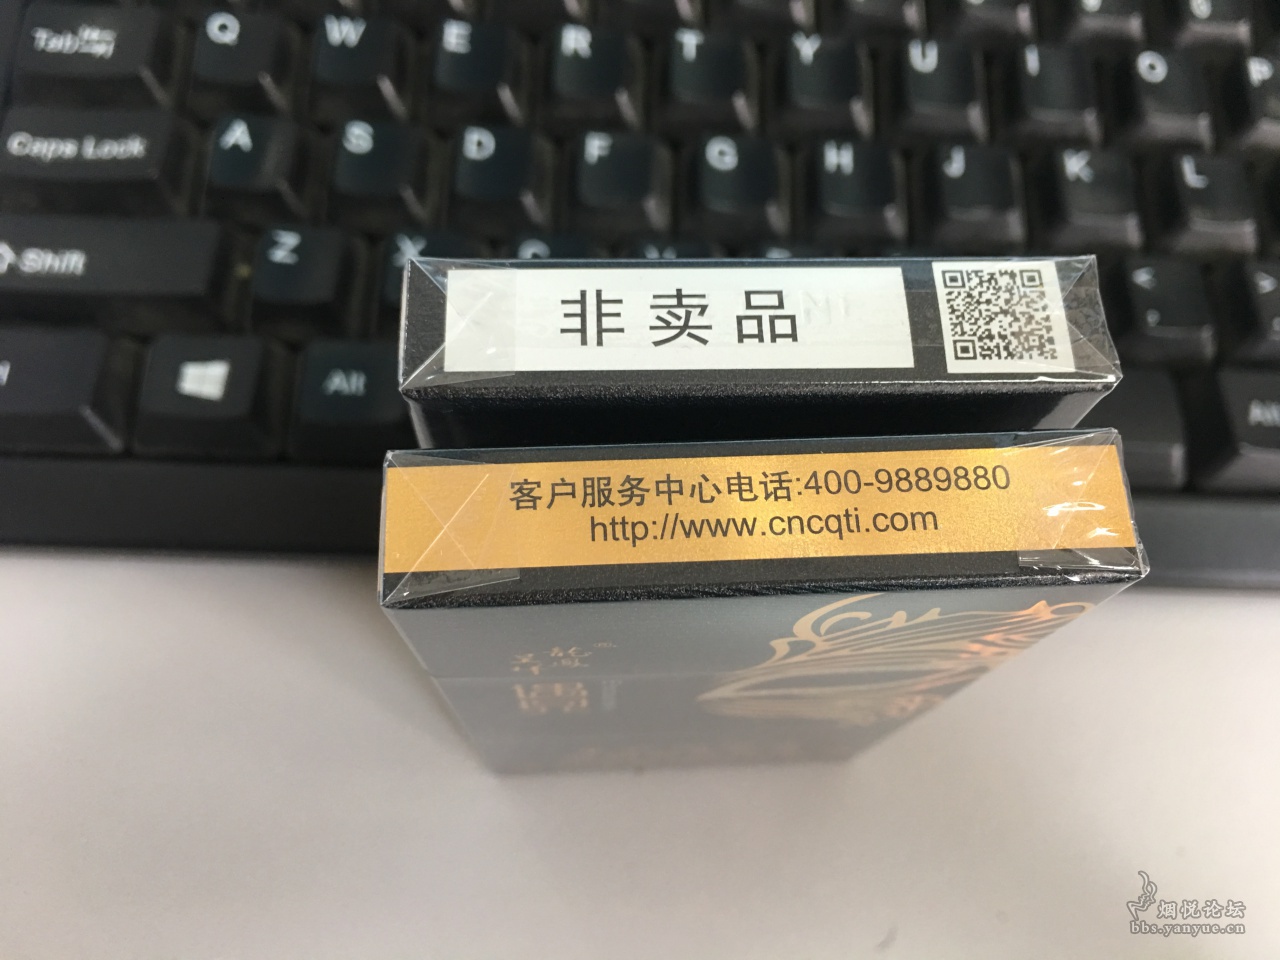 Tab
Q
W
E
R
T
Y
U
I
O
P
Caps Lock
A
S
D
F
G
H
J
K
L
Shift
Z
X
Alt
非卖品
客户服务中心电话:400-9889880
http://www.cncqti.com
烟悦论坛
bbs.yanyue.cn